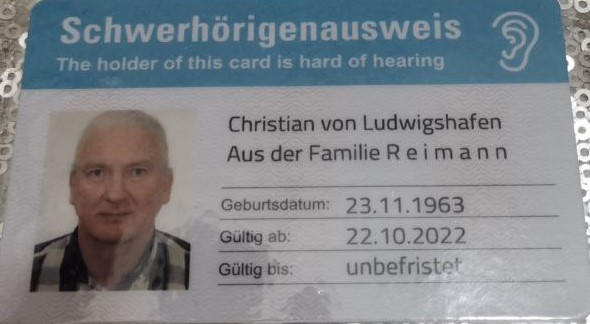 Schwerhörigenausweis
The holder of this card is hard of hearing
Christian von Ludwigshafen
Aus der Familie R e i m a n n
Geburtsdatum: 23.11.1963
Gültig ab: 22.10.2022
Gültig bis: unbefristet